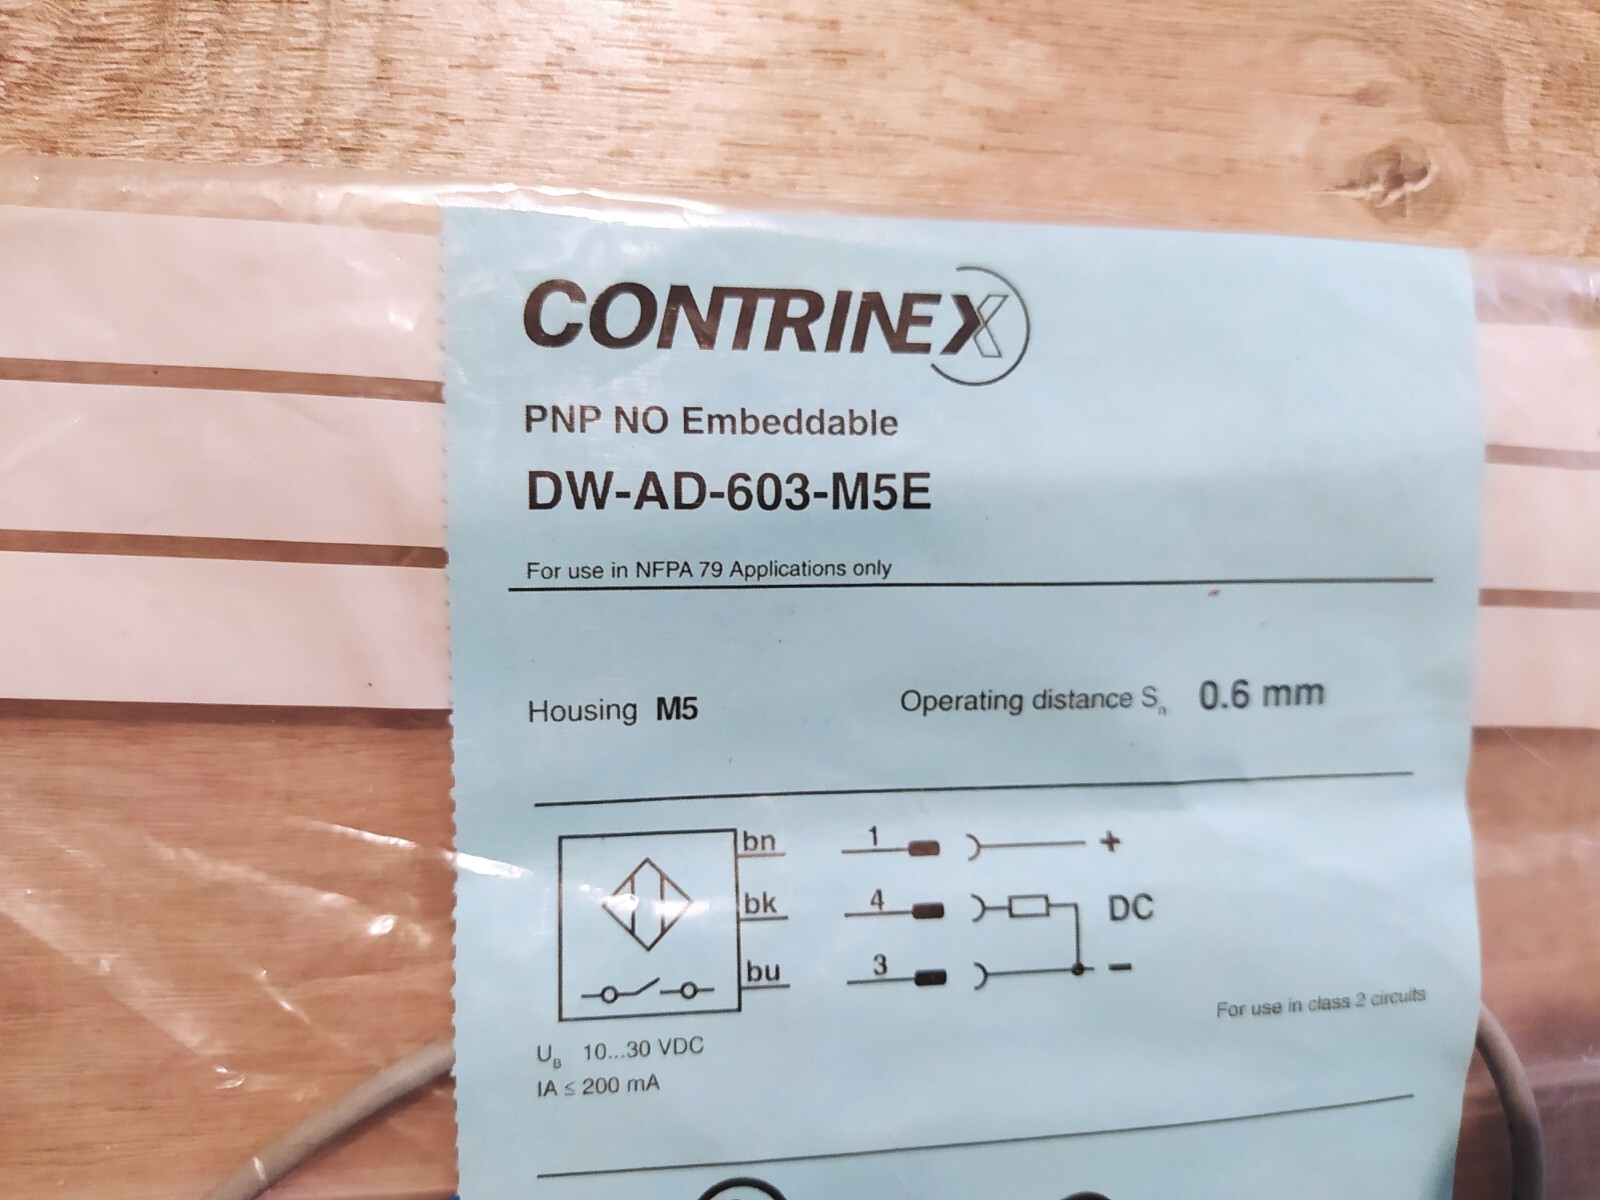 CONTRINEX
PNP NO Embeddable
DW-AD-603-M5E
For use in NFPA 79 Applications only
Housing M5 Operating distance Sn 0.6 mm
bn 1 +
bk 4 DC
bu 3 -
For use in class 2 circuits
UB 10...30 VDC
IA ≤ 200 mA